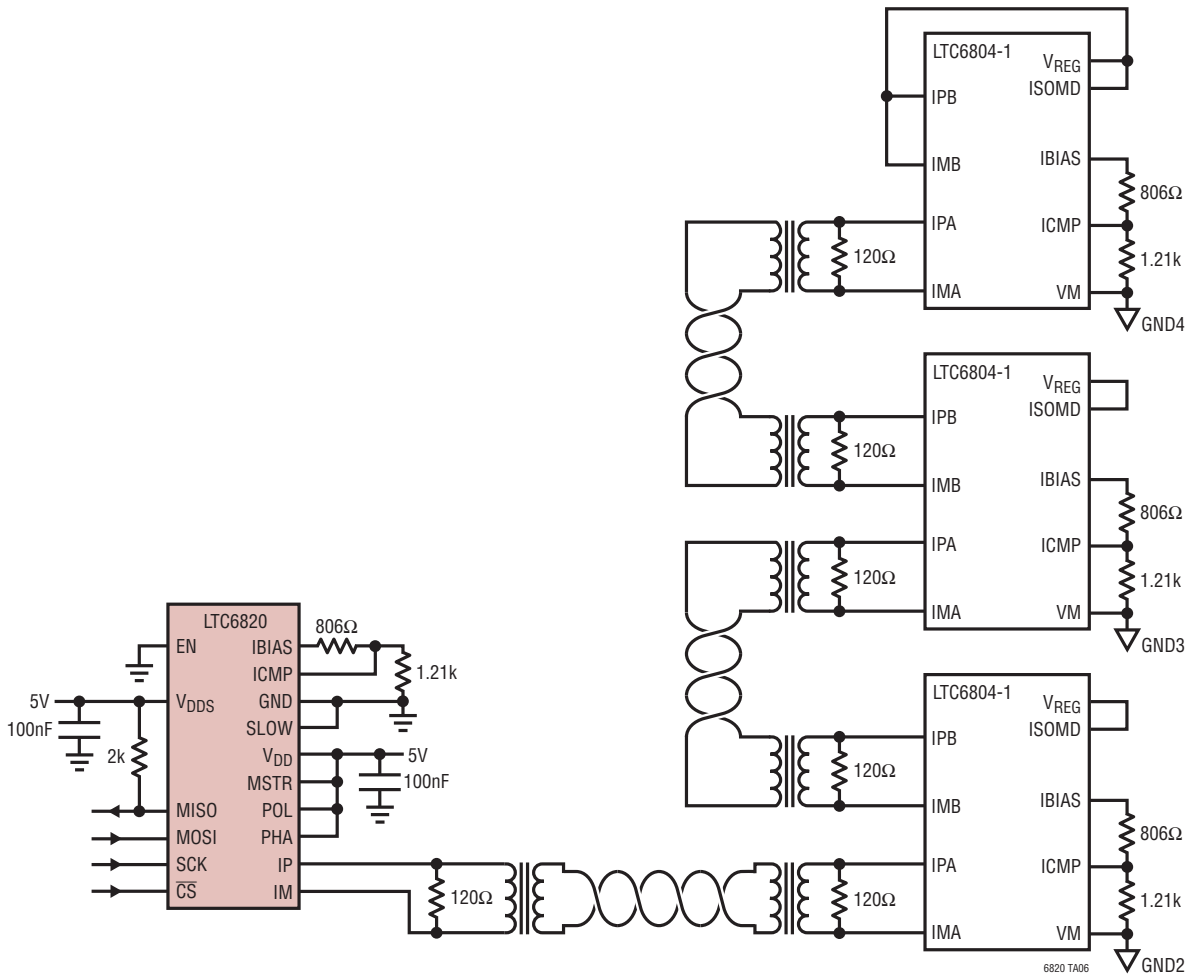 LTC6804-1
VREG
ISOMD
IPB
IMB
IBIAS
806Ω
IPA
ICMP
120Ω
1.21k
IMA
VM
GND4
LTC6804-1
VREG
ISOMD
IPB
120Ω
IMB
IBIAS
806Ω
IPA
ICMP
120Ω
1.21k
IMA
VM
GND3
LTC6820
EN
IBIAS
806Ω
ICMP
1.21k
5V
VDDS
GND
100nF
SLOW
2k
VDD
5V
MSTR
100nF
MISO
POL
MOSI
PHA
SCK
IP
CS
IM
120Ω
LTC6804-1
VREG
ISOMD
IPB
120Ω
IMB
IBIAS
806Ω
IPA
ICMP
120Ω
1.21k
IMA
VM
GND2
6820 TA06